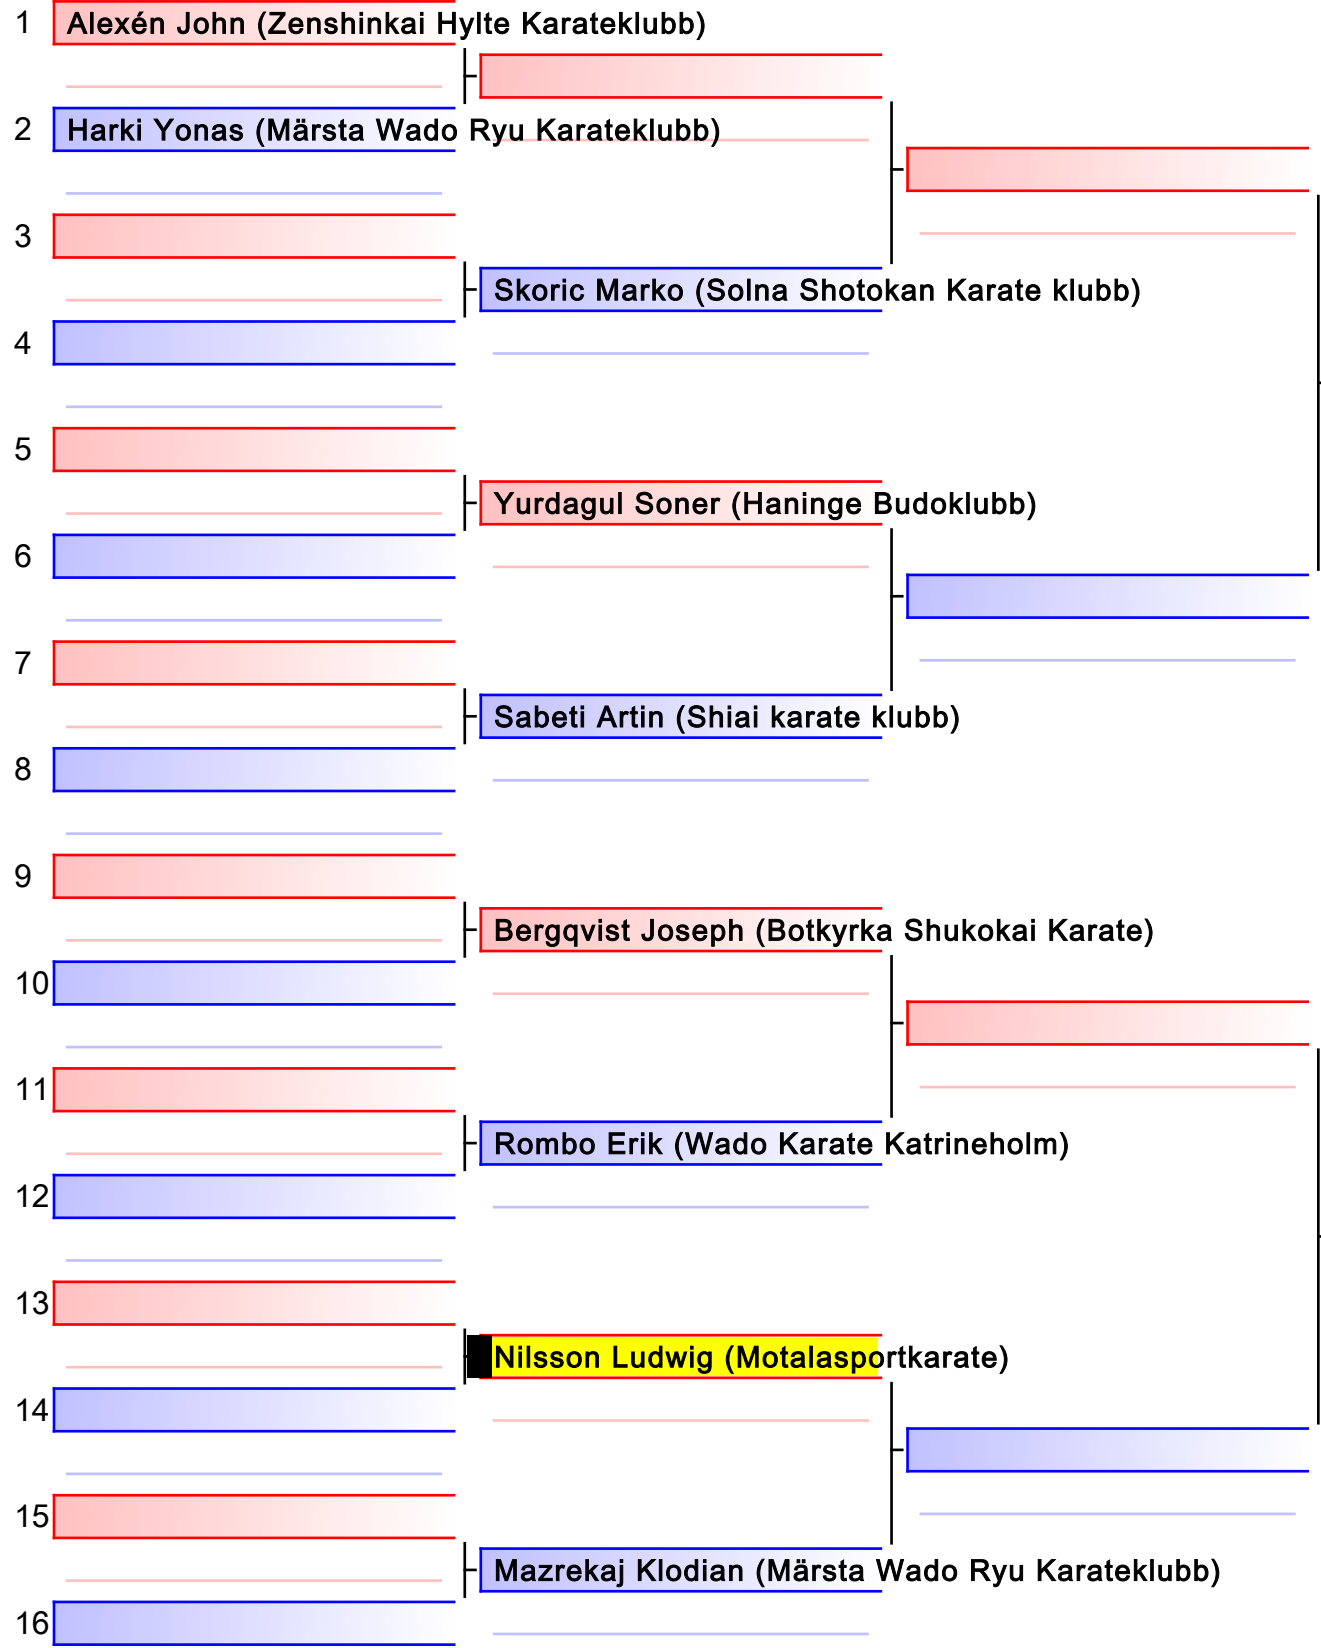 1 Alexén John (Zenshinkai Hylte Karateklubb)
2 Harki Yonas (Märsta Wado Ryu Karateklubb)
3
Skoric Marko (Solna Shotokan Karate klubb)
4
5
Yurdagul Soner (Haninge Budoklubb)
6
7
Sabeti Artin (Shiai karate klubb)
8
9
Bergqvist Joseph (Botkyrka Shukokai Karate)
10
11
Rombo Erik (Wado Karate Katrineholm)
12
13
Nilsson Ludwig (Motalasportkarate)
14
15
Mazrekaj Klodian (Märsta Wado Ryu Karateklubb)
16